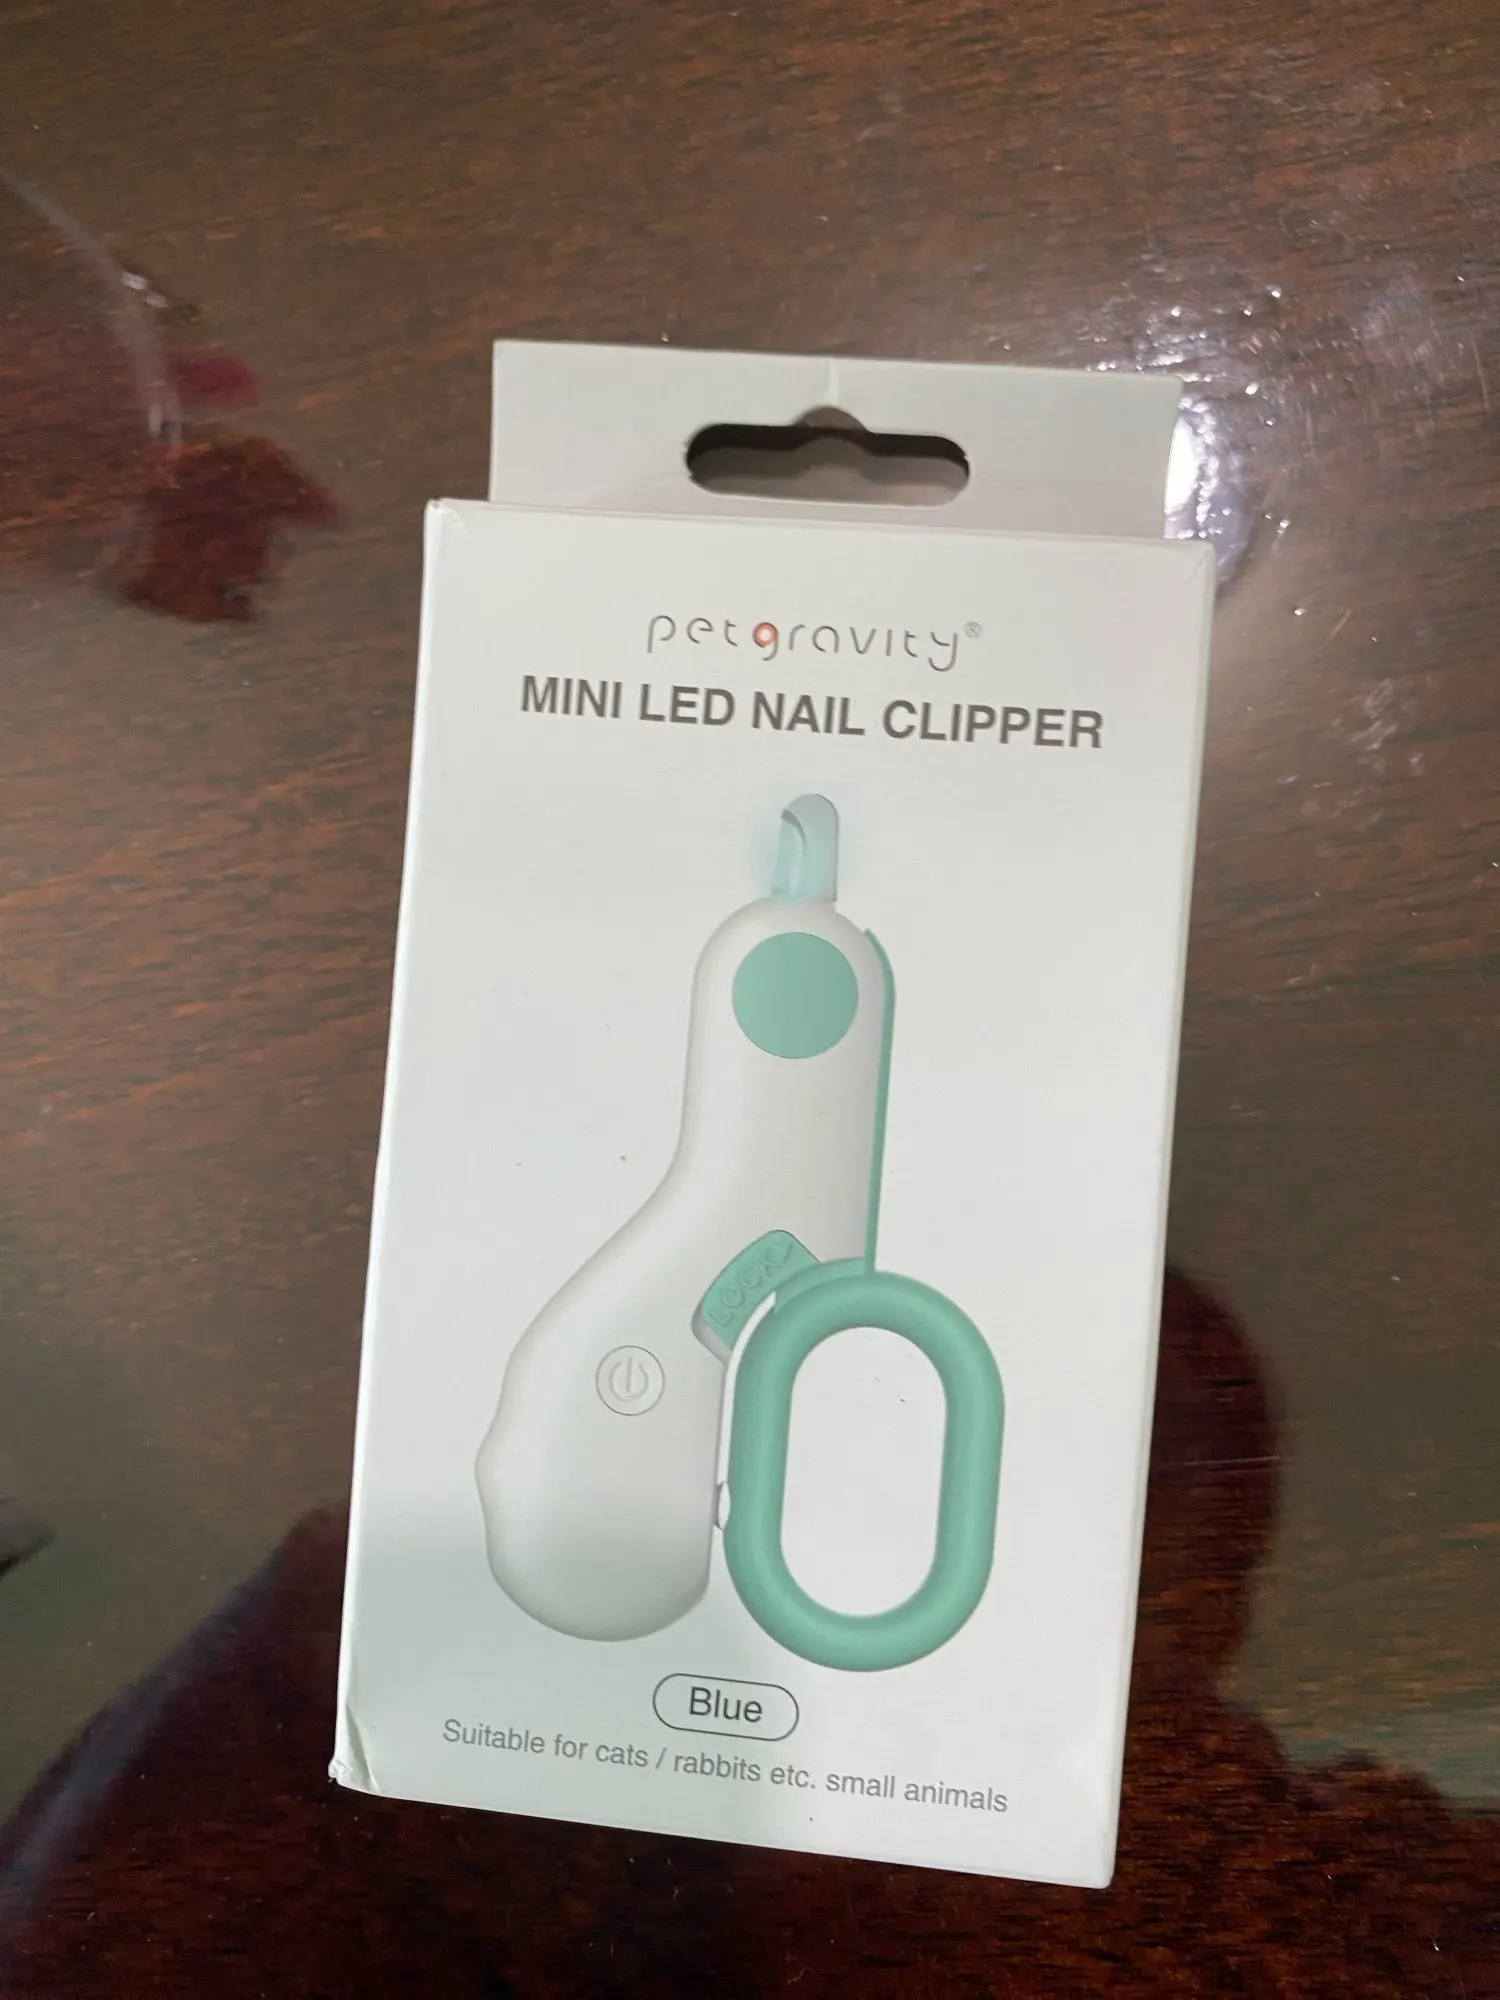 petgravity®
MINI LED NAIL CLIPPER
LOCK
Blue
Suitable for cats / rabbits etc. small animals